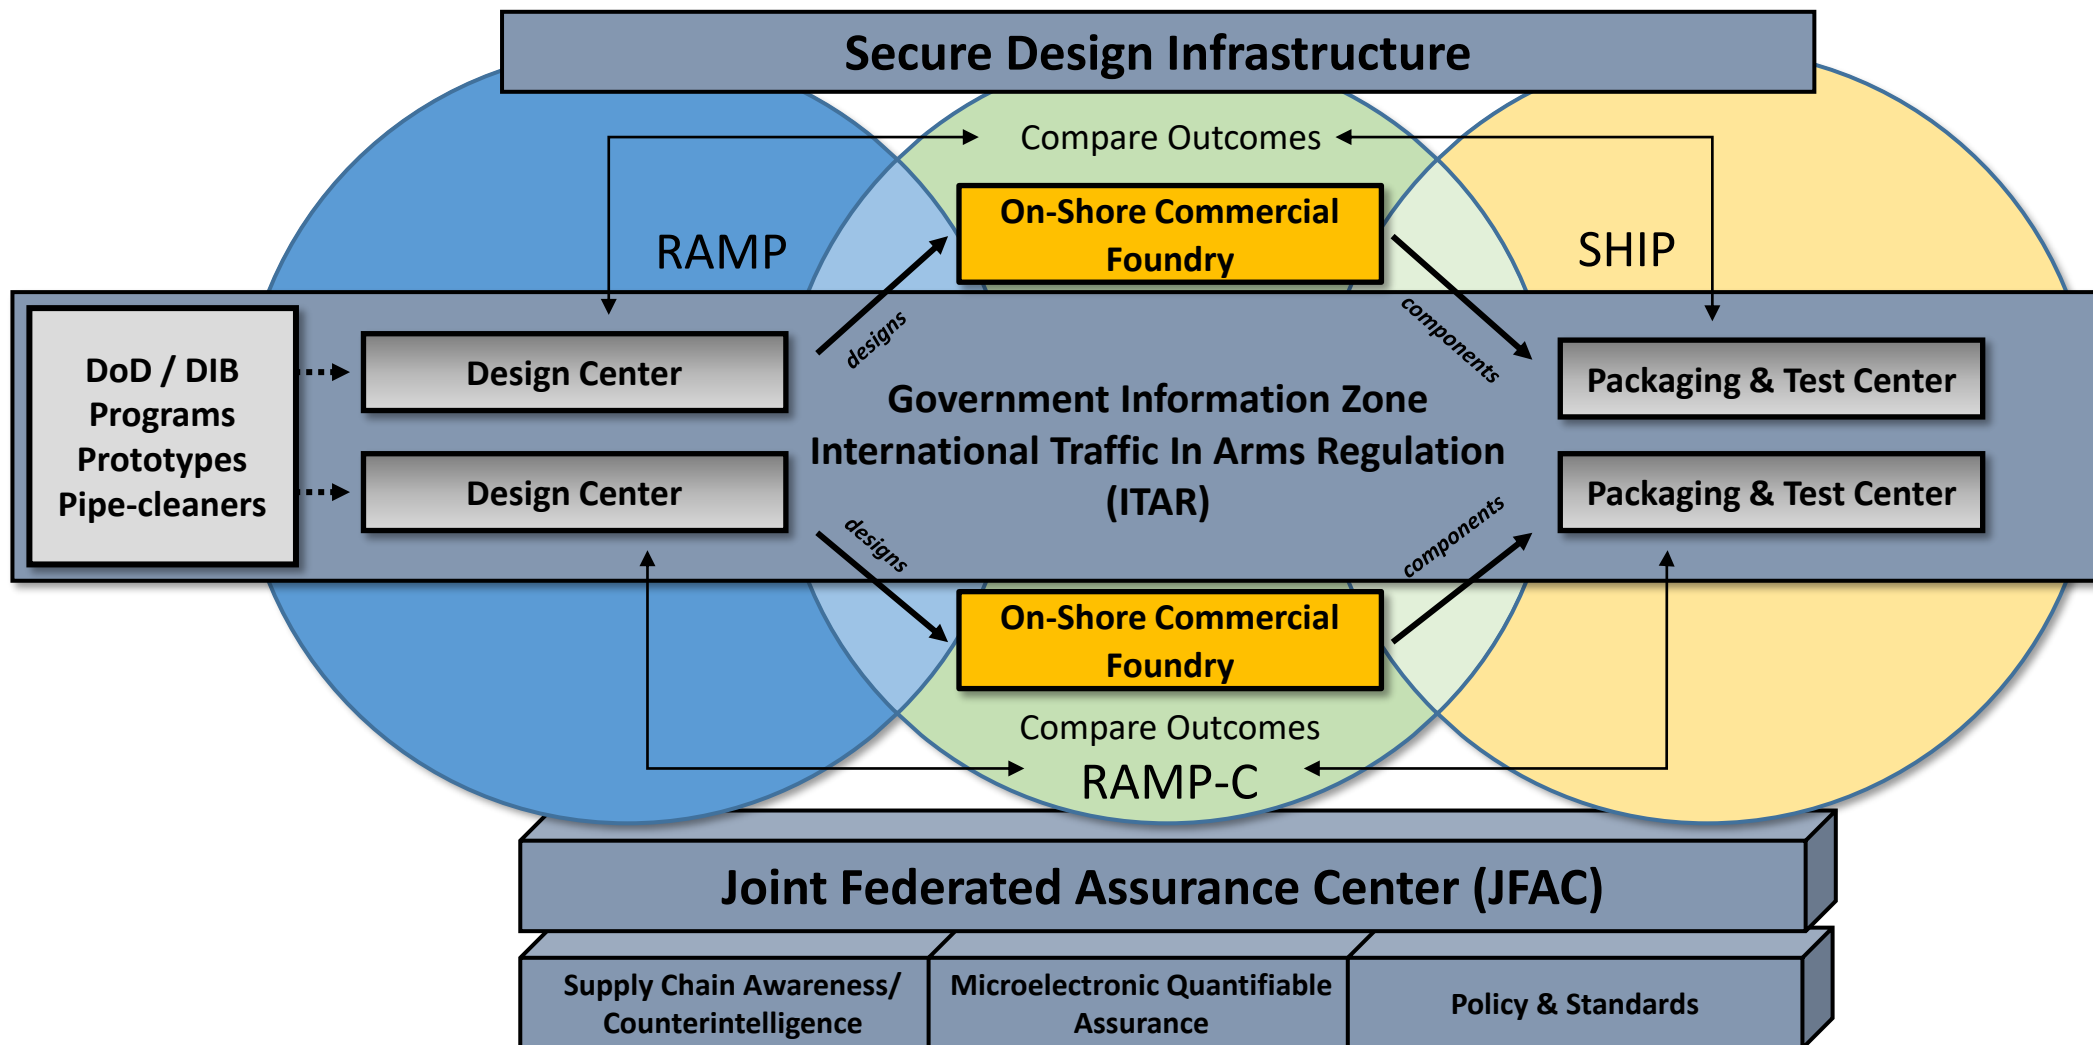 Secure Design Infrastructure
Compare Outcomes
On-Shore Commercial
Foundry
RAMP
SHIP
designs
components
DoD / DIB
Programs
Prototypes
Pipe-cleaners
Design Center
Design Center
Government Information Zone
International Traffic In Arms Regulation
(ITAR)
Packaging & Test Center
Packaging & Test Center
designs
components
On-Shore Commercial
Foundry
Compare Outcomes
RAMP-C
Joint Federated Assurance Center (JFAC)
Supply Chain Awareness/
Counterintelligence
Microelectronic Quantifiable
Assurance
Policy & Standards